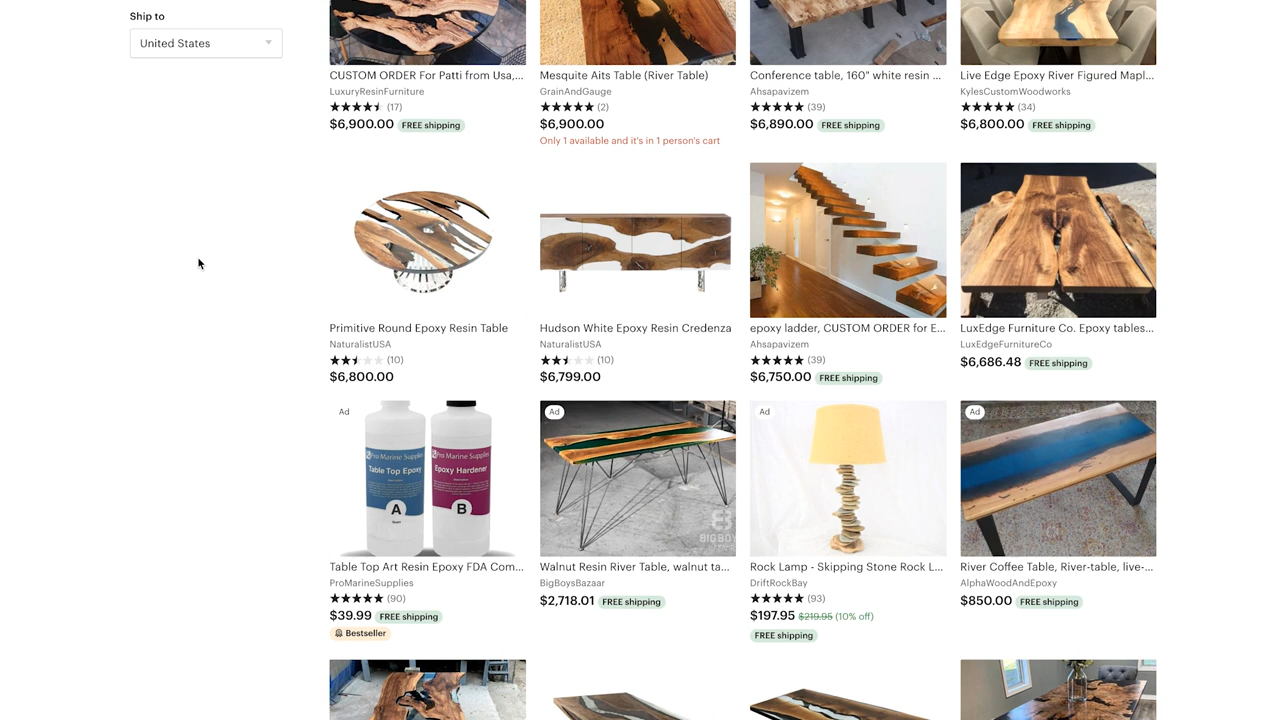 Ship to
United States
CUSTOM ORDER For Patti from Usa,...
LuxuryResinFurniture
(17)
$6,900.00 FREE shipping
Mesquite Aits Table (River Table)
GrainAndGauge
(2)
$6,900.00
Only 1 available and it's in 1 person's cart
Conference table, 160" white resin ...
Ahsapavizem
(39)
$6,890.00 FREE shipping
Live Edge Epoxy River Figured Mapl...
KylesCustomWoodworks
(34)
$6,800.00 FREE shipping
Primitive Round Epoxy Resin Table
NaturalistUSA
(10)
$6,800.00
Hudson White Epoxy Resin Credenza
NaturalistUSA
(10)
$6,799.00
epoxy ladder, CUSTOM ORDER for E...
Ahsapavizem
(39)
$6,750.00 FREE shipping
LuxEdge Furniture Co. Epoxy tables...
LuxEdgeFurnitureCo
$6,686.48 FREE shipping
Ad
Pro Marine Supplies
Table Top Epoxy
A
Pro Marine Supplies
Epoxy Hardener
B
Table Top Art Resin Epoxy FDA Com...
ProMarineSupplies
(90)
$39.99 FREE shipping
Bestseller
Ad
BIGBOY
Walnut Resin River Table, walnut ta...
BigBoysBazaar
$2,718.01 FREE shipping
Ad
Rock Lamp - Skipping Stone Rock L...
DriftRockBay
(93)
$197.95 $219.95 (10% off)
FREE shipping
Ad
River Coffee Table, River-table, live-...
AlphaWoodAndEpoxy
$850.00 FREE shipping